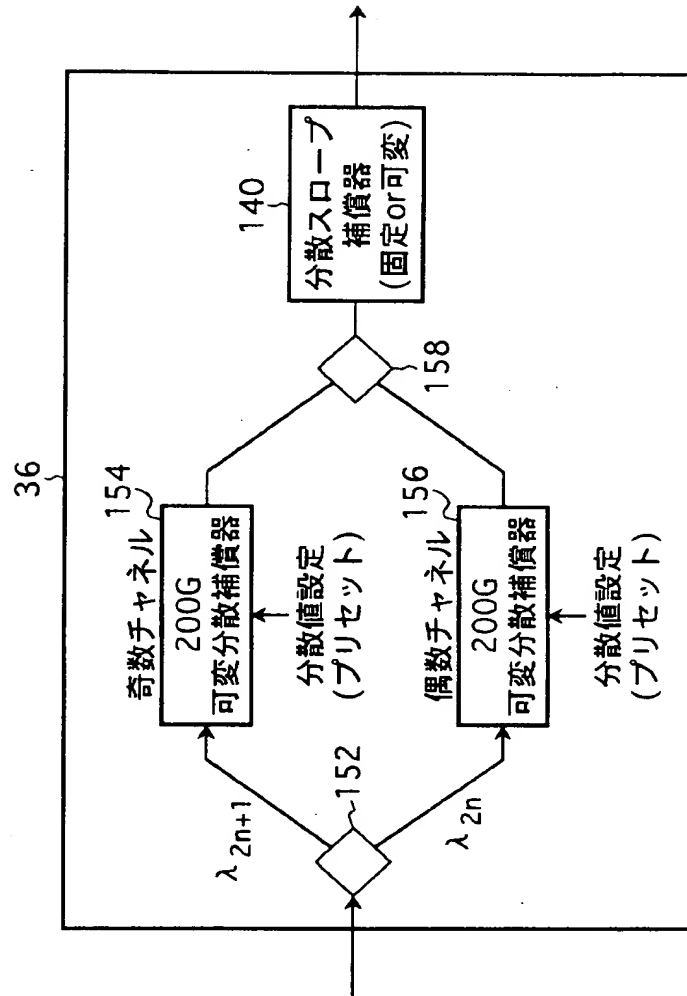 36
152
λ2n+1
λ2n
奇数チャネル
154
200G
可変分散補償器
分散値設定
(プリセット)
偶数チャネル
156
200G
可変分散補償器
分散値設定
(プリセット)
158
140
分散スロープ
補償器
(固定or可変)